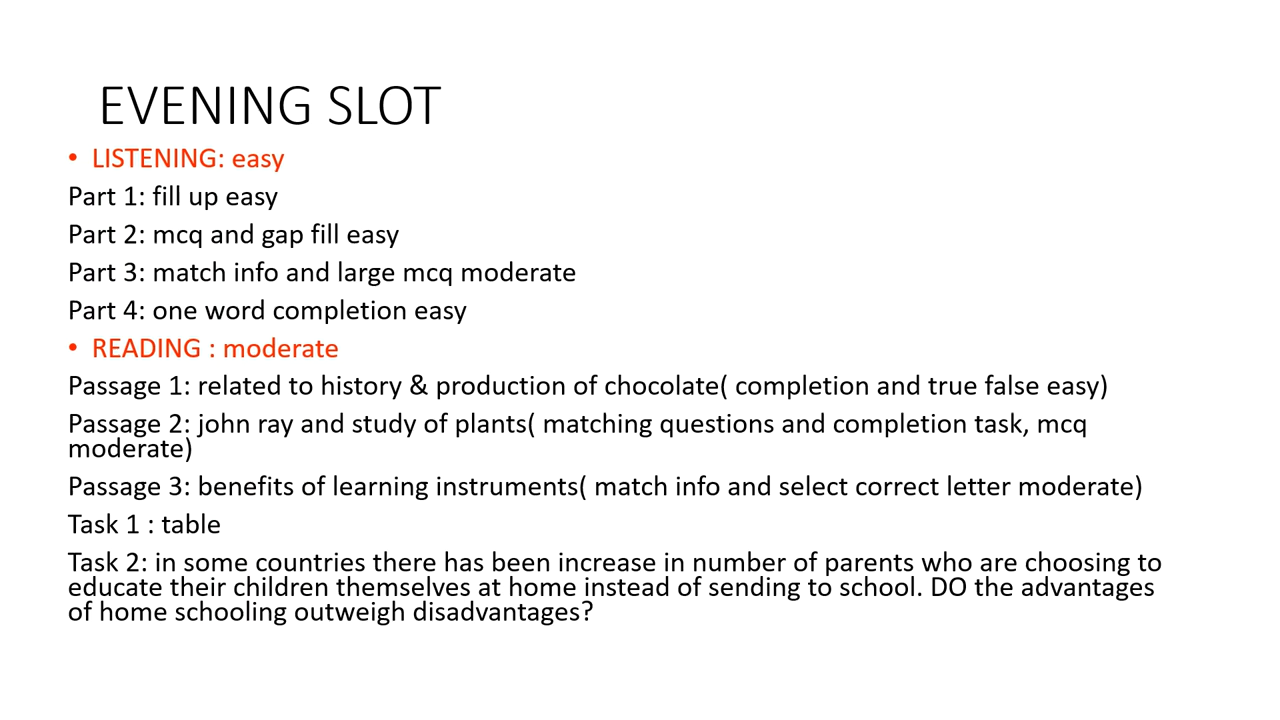 EVENING SLOT
• LISTENING: easy
Part 1: fill up easy
Part 2: mcq and gap fill easy
Part 3: match info and large mcq moderate
Part 4: one word completion easy
• READING : moderate
Passage 1: related to history & production of chocolate( completion and true false easy)
Passage 2: john ray and study of plants( matching questions and completion task, mcq
moderate)
Passage 3: benefits of learning instruments( match info and select correct letter moderate)
Task 1 : table
Task 2: in some countries there has been increase in number of parents who are choosing to
educate their children themselves at home instead of sending to school. DO the advantages
of home schooling outweigh disadvantages?